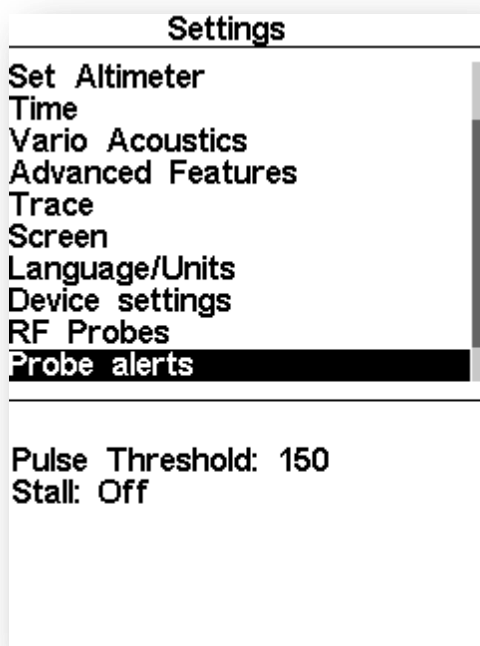 Settings
Set Altimeter
Time
Vario Acoustics
Advanced Features
Trace
Screen
Language/Units
Device settings
RF Probes
Probe alerts
Pulse Threshold: 150
Stall: Off